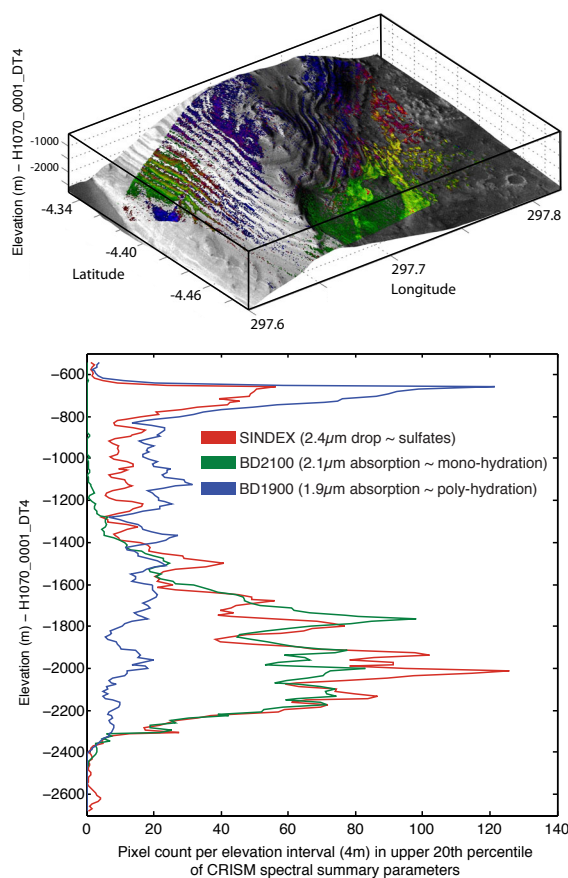 Elevation (m) − H1070_0001_DT4
-1000
-2000
-4.34
-4.40
-4.46
Latitude
297.6
297.7
297.8
Longitude
Elevation (m) − H1070_0001_DT4
−600
−800
−1000
−1200
−1400
−1600
−1800
−2000
−2200
−2400
−2600
SINDEX (2.4µm drop ~ sulfates)
BD2100 (2.1µm absorption ~ mono-hydration)
BD1900 (1.9µm absorption ~ poly-hydration)
0 20 40 60 80 100 120 140
Pixel count per elevation interval (4m) in upper 20th percentile
of CRISM spectral summary parameters